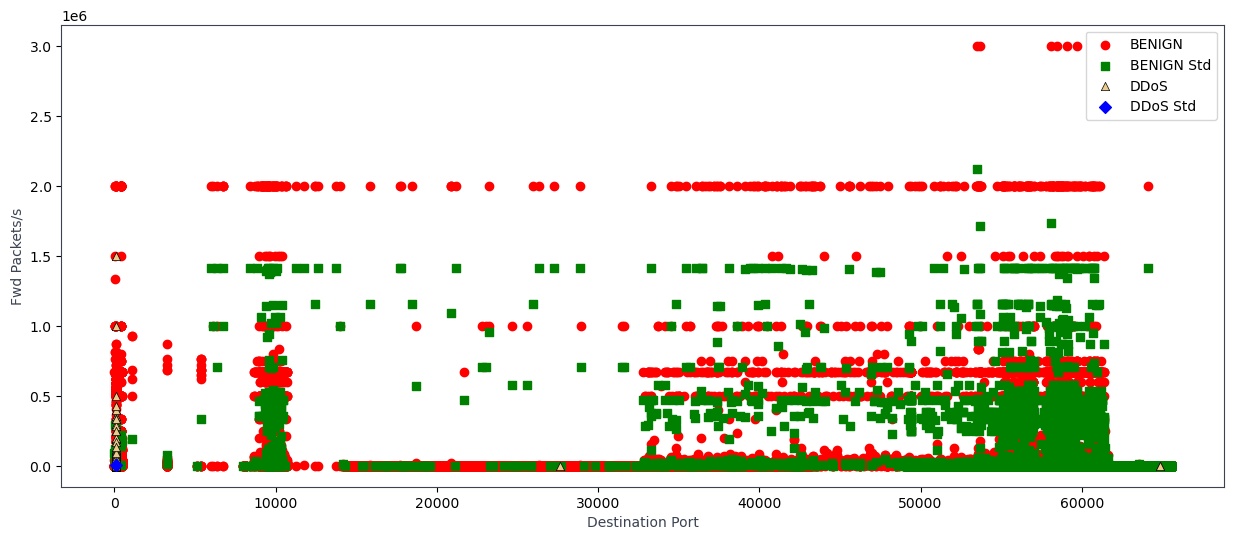 1e6
3.0
2.5
2.0
1.5
1.0
0.5
0.0
Fwd Packets/s
0 10000 20000 30000 40000 50000 60000
Destination Port
BENIGN
BENIGN Std
DDoS
DDoS Std